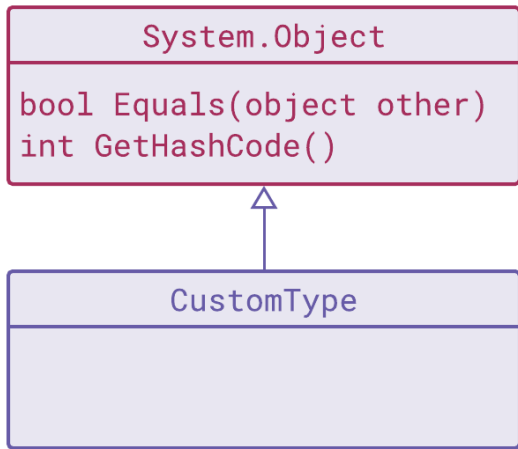 System.Object
bool Equals(object other)
int GetHashCode()
CustomType